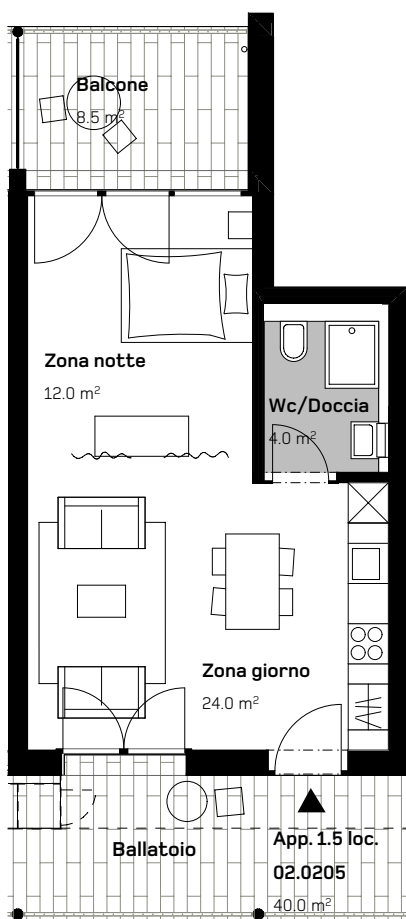 Balcone
8.5 m²
Zona notte
12.0 m²
Wc/Doccia
4.0 m²
Zona giorno
24.0 m²
Ballatoio
App. 1.5 loc.
02.0205
40.0 m²